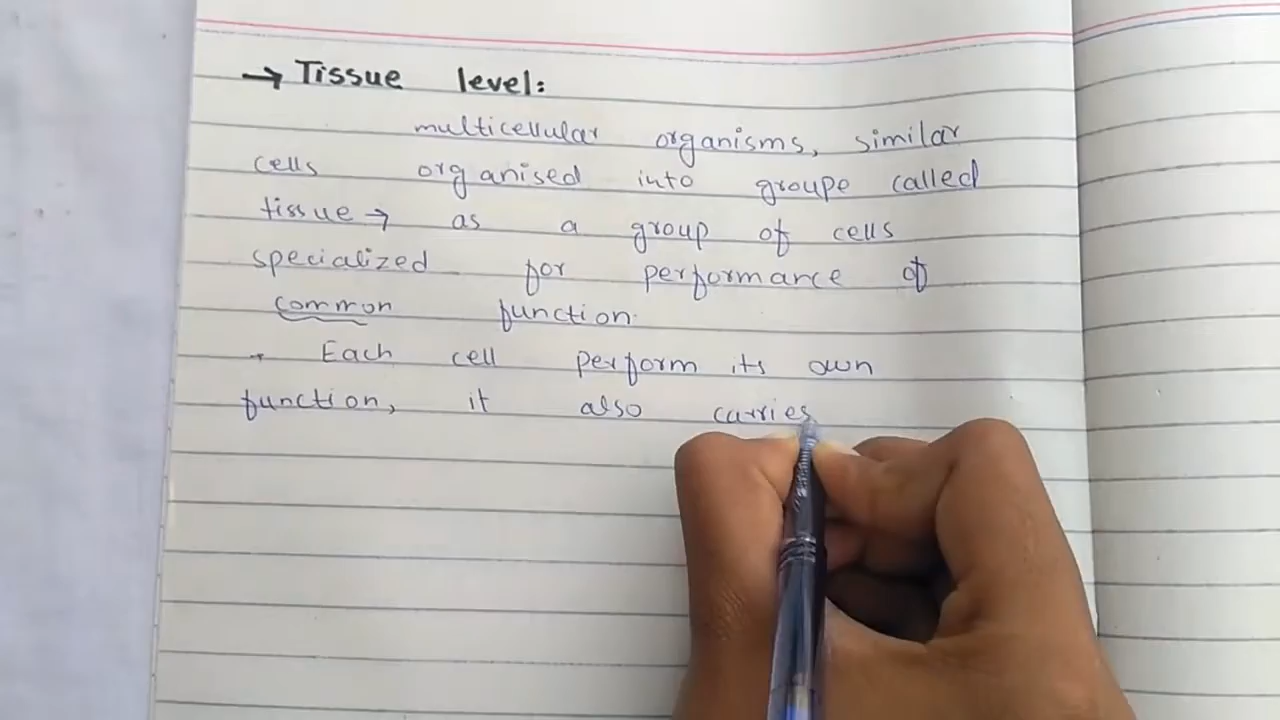 → Tissue level:
multicellular organisms, similar
cells organised into groupe called
tissue → as a group of cells
specialized for performance of
common function.
→ Each cell perform its own
function, it also carries